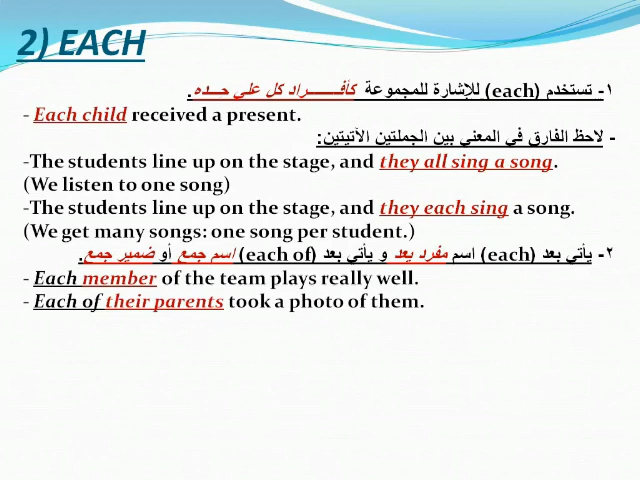 2) EACH
١- تستخدم (each) للإشارة للمجموعة كأفـــــــراد كل علي حـــده.
- Each child received a present.
- لاحظ الفارق في المعني بين الجملتين الآتيتين:
-The students line up on the stage, and they all sing a song.
(We listen to one song)
-The students line up on the stage, and they each sing a song.
(We get many songs: one song per student.)
٢- يأتي بعد (each) اسم مفرد يعد و يأتي بعد (each of) اسم جمع أو ضمير جمع.
- Each member of the team plays really well.
- Each of their parents took a photo of them.